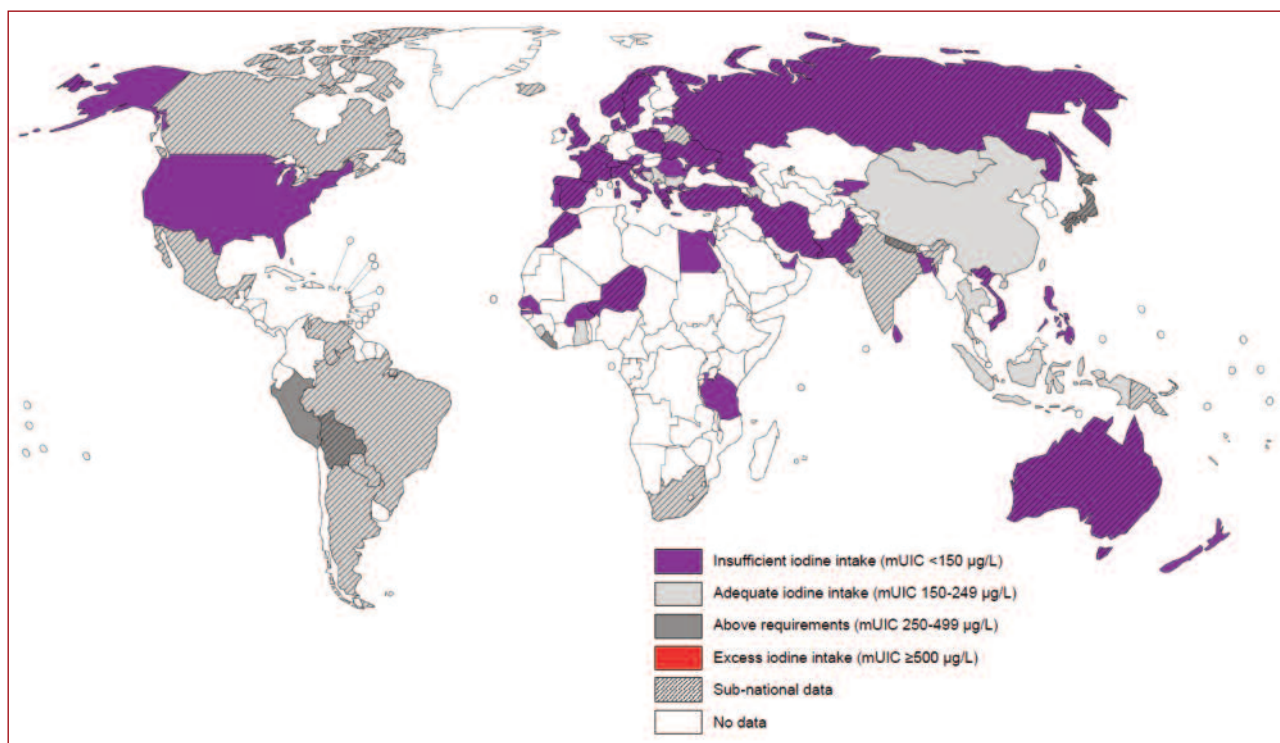 Insufficient iodine intake (mUIC <150 µg/L)
Adequate iodine intake (mUIC 150-249 µg/L)
Above requirements (mUIC 250-499 µg/L)
Excess iodine intake (mUIC ≥500 µg/L)
Sub-national data
No data